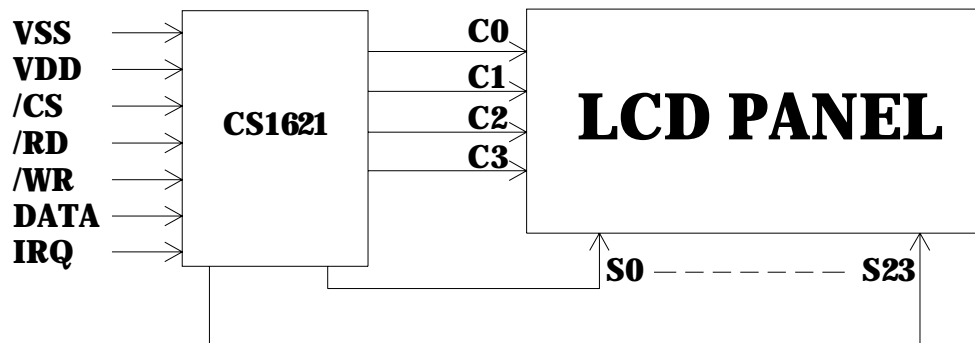 VSS
VDD
/CS
/RD
/WR
DATA
IRQ
CS1621
C0
C1
C2
C3
LCD PANEL
S0
S23